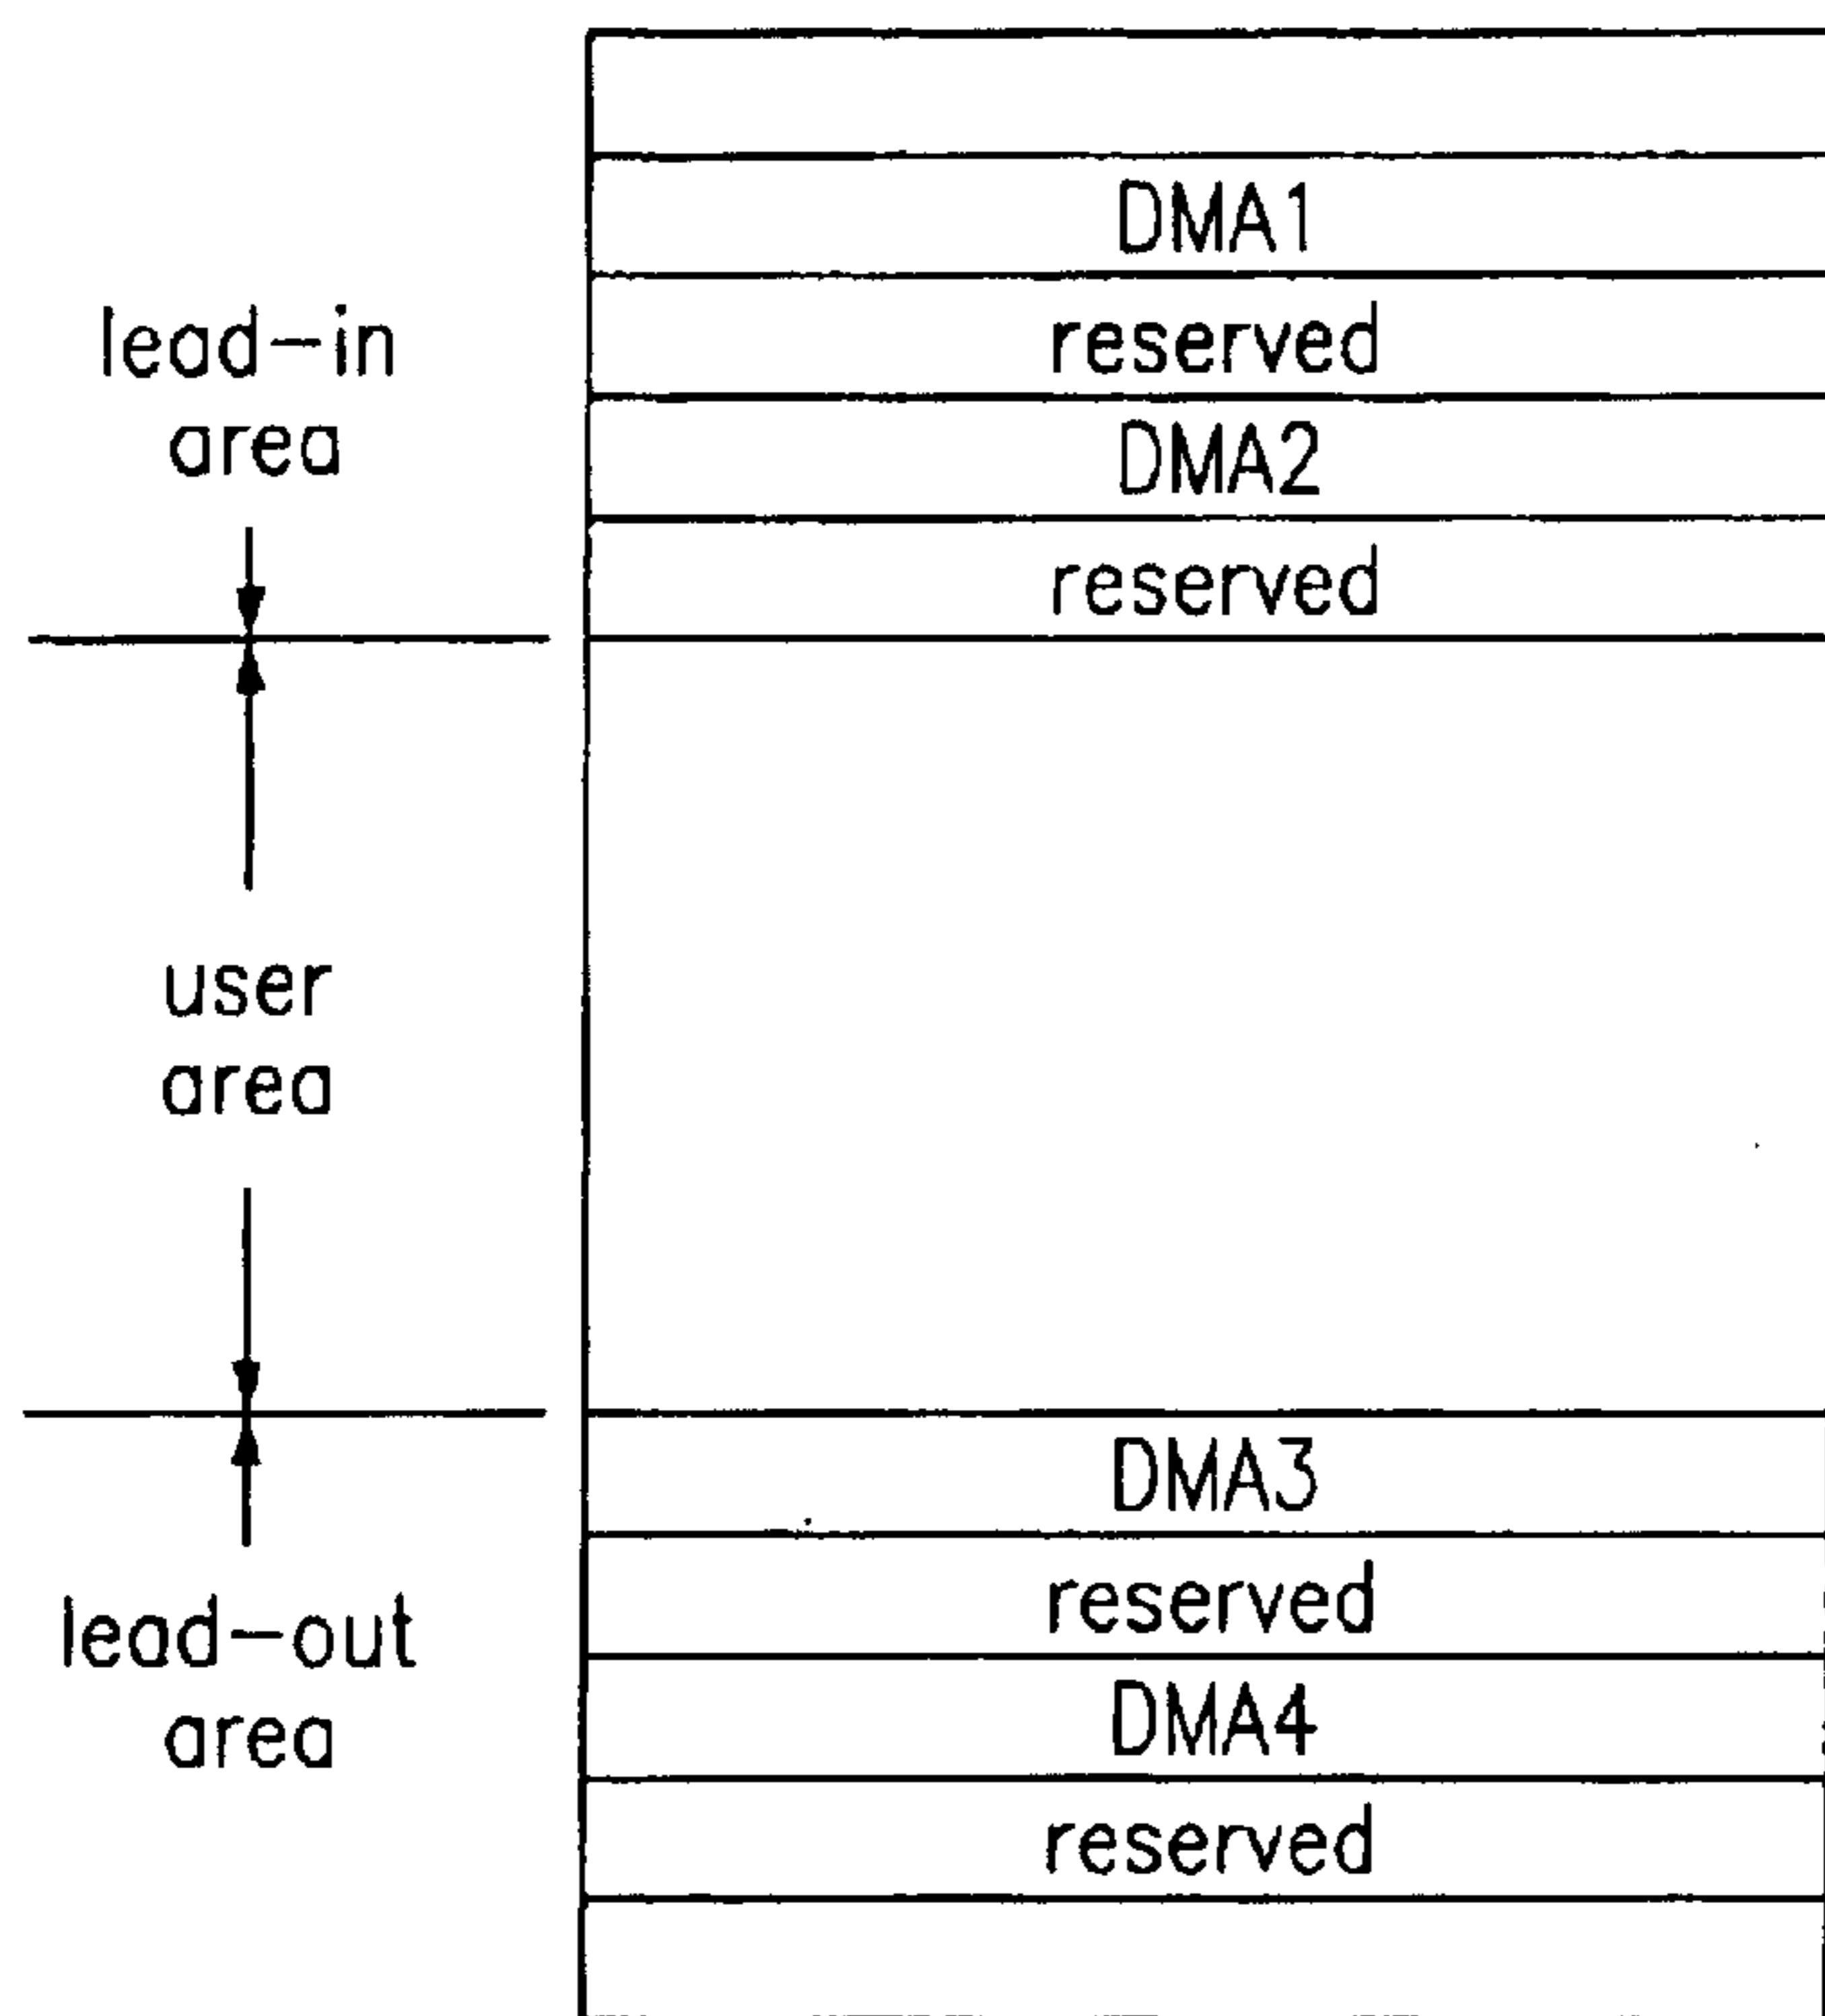 DMA1
lead-in
area
reserved
DMA2
reserved
user
area
DMA3
reserved
lead-out
area
DMA4
reserved